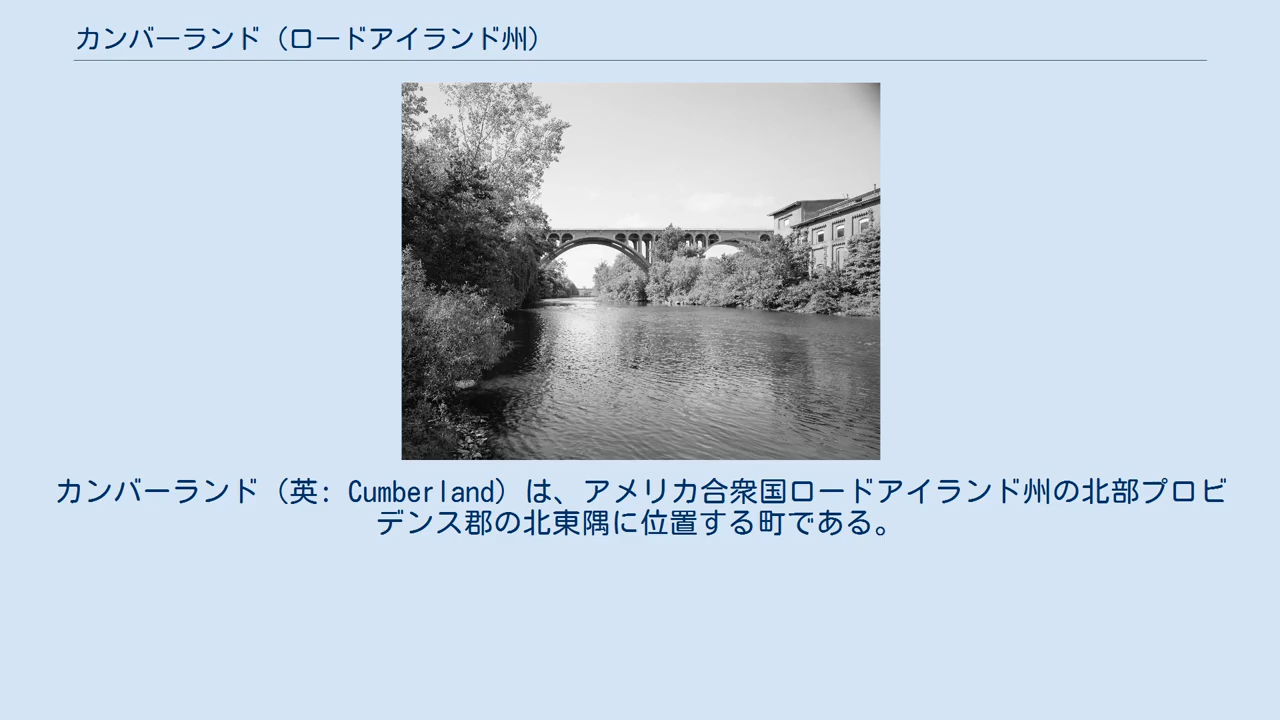 カンバーランド（ロードアイランド州）
カンバーランド（英: Cumberland）は、アメリカ合衆国ロードアイランド州の北部プロビ
デンス郡の北東隅に位置する町である。